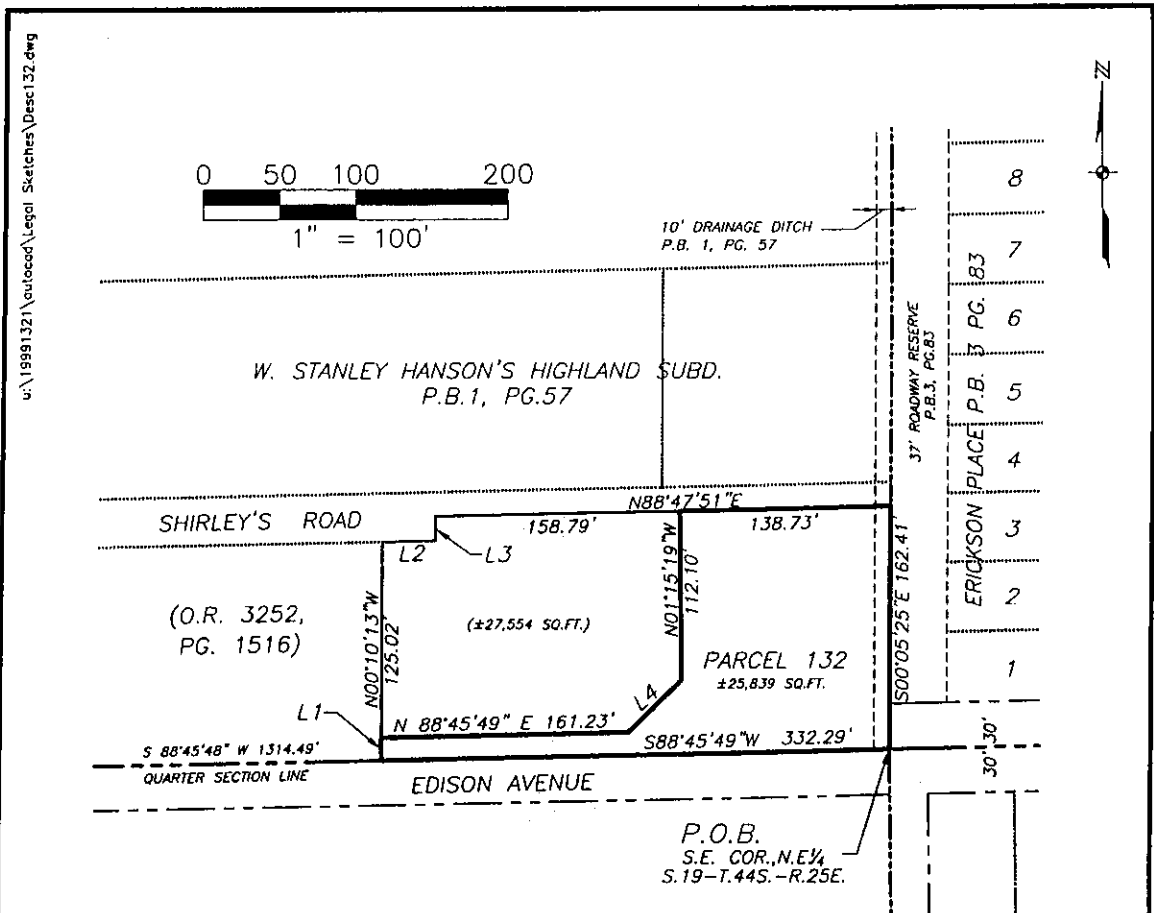 u:\19991321\autocad\Legal Sketches\Desc132.dwg
N
0 50 100 200
1" = 100'
10' DRAINAGE DITCH
P.B. 1, PG. 57
8
7
6
5
4
3
2
1
37' ROADWAY RESERVE
P.B.3, PG.83
ERICKSON PLACE P.B. 3 PG. 83
W. STANLEY HANSON'S HIGHLAND SUBD.
P.B.1, PG.57
N88°47'51"E
SHIRLEY'S ROAD
158.79'
138.73'
L2
L3
(O.R. 3252,
PG. 1516)
N00°10'13"W
125.02'
(±27,554 SQ.FT.)
N01°15'19"W
112.10'
S00°05'25"E 162.41'
PARCEL 132
±25,839 SQ.FT.
L4
L1
N 88°45'49" E 161.23'
S88°45'49"W 332.29'
S 88°45'48" W 1314.49'
QUARTER SECTION LINE
30' 30'
EDISON AVENUE
P.O.B.
S.E. COR.,N.E¼
S.19-T.44S.-R.25E.